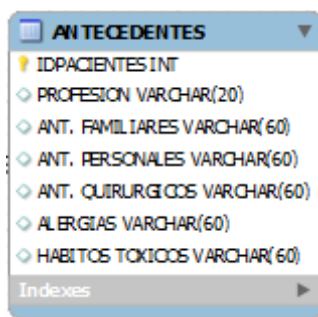 ANTECEDENTES
IDPACIENTES INT
PROFESION VARCHAR(20)
ANT. FAMILIARES VARCHAR(60)
ANT. PERSONALES VARCHAR(60)
ANT. QUIRURGICOS VARCHAR(60)
ALERGIAS VARCHAR(60)
HABITOS TOXICOS VARCHAR(60)
Indexes